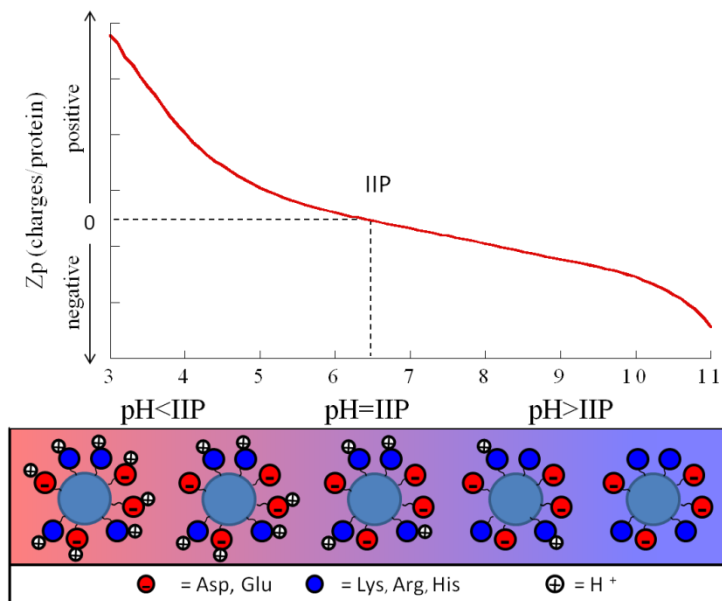 Zp (charges/protein)
positive
0
negative
IIP
3 4 5 6 7 8 9 10 11
pH<IIP pH=IIP pH>IIP
= Asp, Glu = Lys, Arg, His = H +